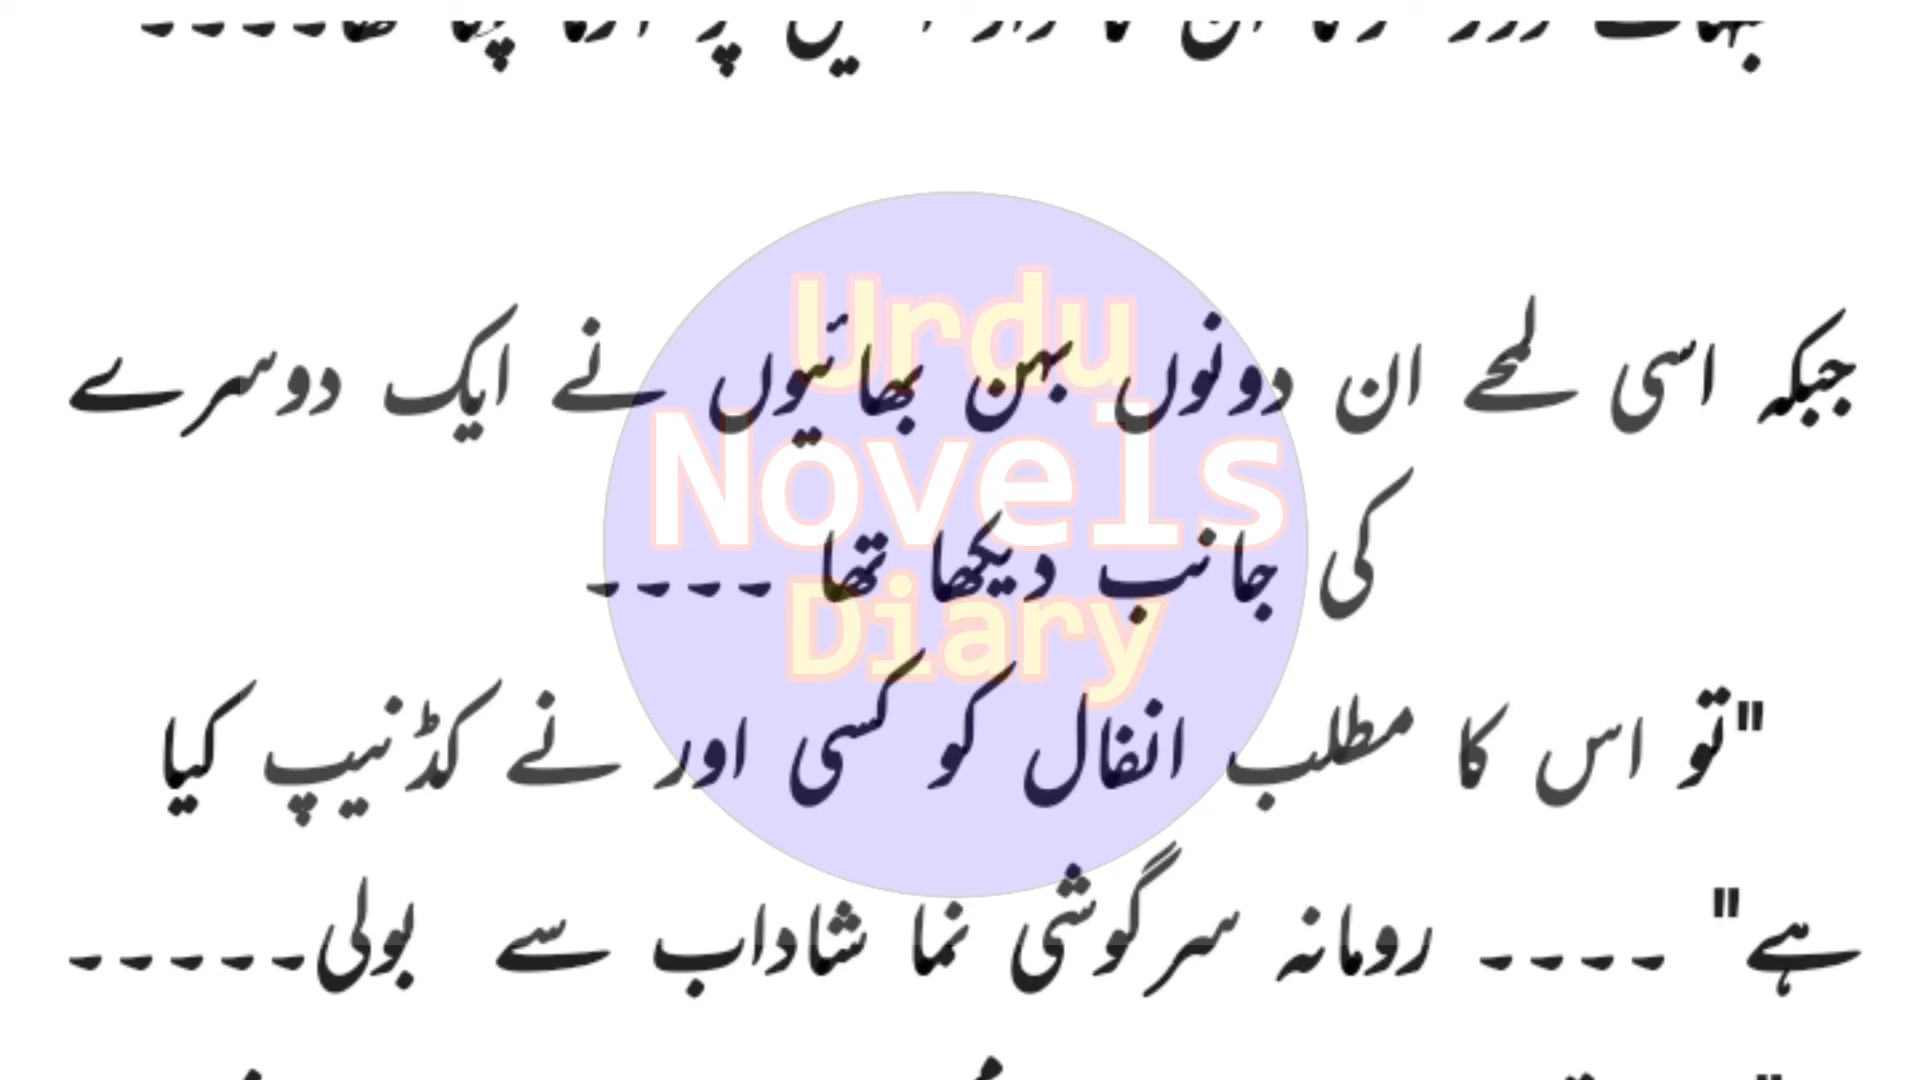 جبکہ اسی لمحے ان دونوں بہن بھائیوں نے ایک دوسرے
کی جانب دیکھا تھا ۔۔۔۔
"تو اس کا مطلب انفال کو کسی اور نے کڈنیپ کیا
ہے" ۔۔۔۔ رومانہ سرگوشی نما شاداب سے بولی۔۔۔۔۔
Urdu
Novels
Diary